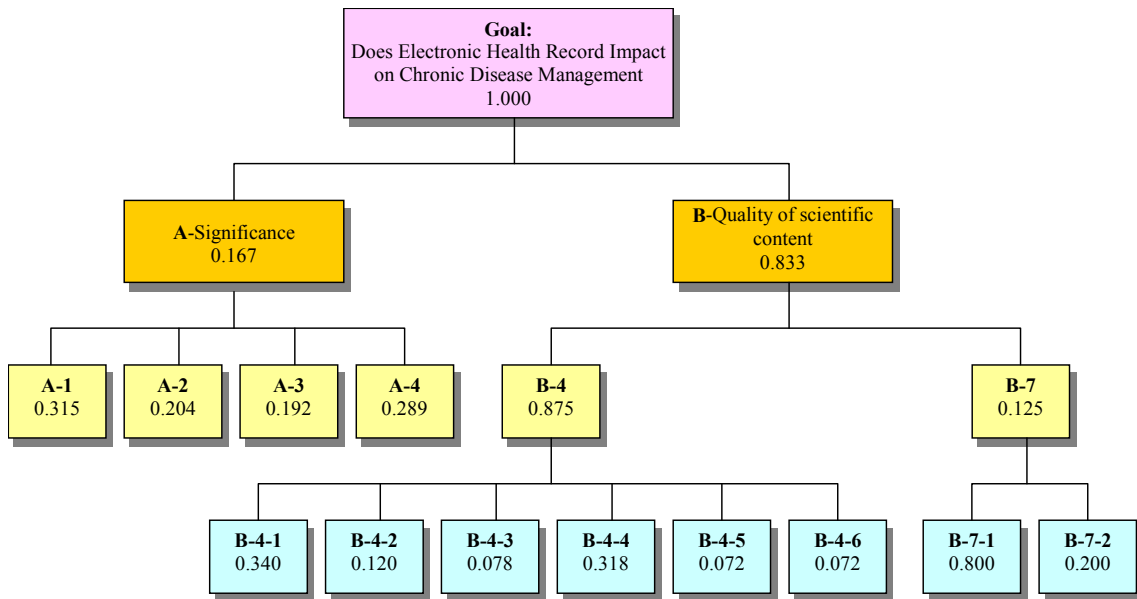 Goal:
Does Electronic Health Record Impact
on Chronic Disease Management
1.000
A-Significance
0.167
B-Quality of scientific
content
0.833
A-1
0.315
A-2
0.204
A-3
0.192
A-4
0.289
B-4
0.875
B-7
0.125
B-4-1
0.340
B-4-2
0.120
B-4-3
0.078
B-4-4
0.318
B-4-5
0.072
B-4-6
0.072
B-7-1
0.800
B-7-2
0.200